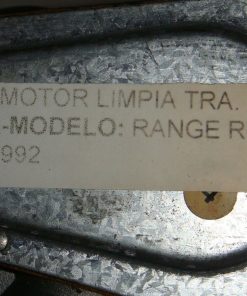 MOTOR LIMPIA TRA.
-MODELO: RANGE R
992